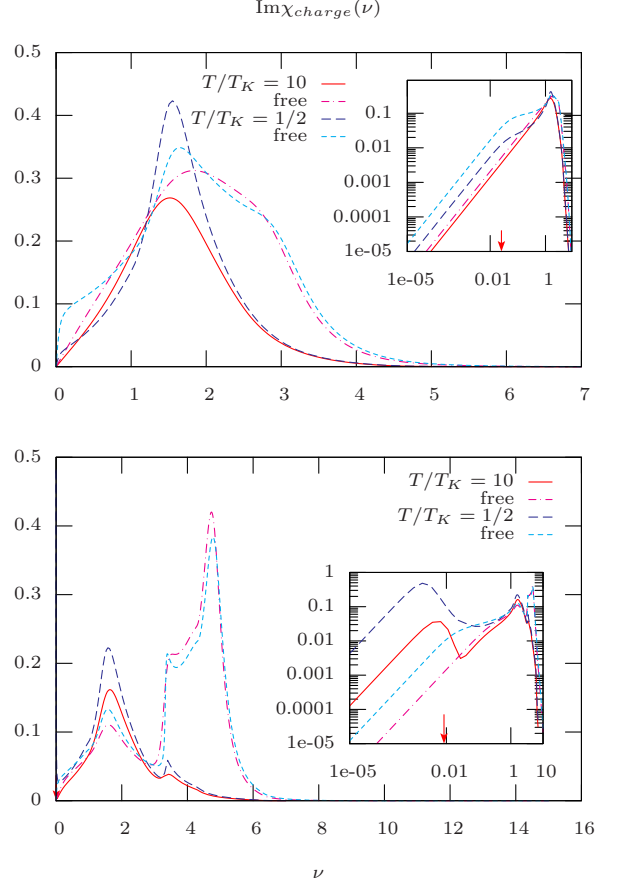 Imχ_charge(ν)
0.5
0.4
0.3
0.2
0.1
0
T/T_K = 10
free
T/T_K = 1/2
free
0.1
0.01
0.001
0.0001
1e-05
1e-05 0.01 1
0 1 2 3 4 5 6 7
0.5
0.4
0.3
0.2
0.1
0
T/T_K = 10
free
T/T_K = 1/2
free
1
0.1
0.01
0.001
0.0001
1e-05
1e-05 0.01 1 10
0 2 4 6 8 10 12 14 16
ν